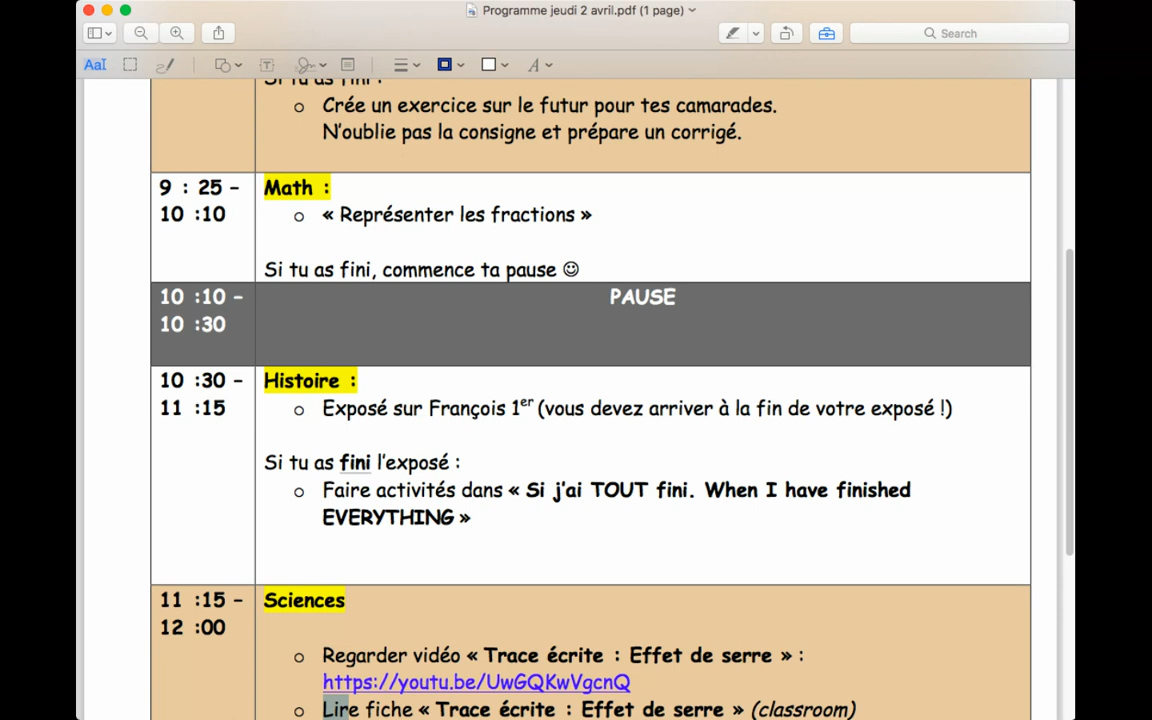 Programme jeudi 2 avril.pdf (1 page)
Search
AaI
T
A
Si tu as fini :
o Crée un exercice sur le futur pour tes camarades.
N'oublie pas la consigne et prépare un corrigé.
9 : 25 – Math :
10 :10 o « Représenter les fractions »
Si tu as fini, commence ta pause ☺
10 :10 – PAUSE
10 :30
10 :30 – Histoire :
11 :15 o Exposé sur François 1er (vous devez arriver à la fin de votre exposé !)
Si tu as fini l'exposé :
o Faire activités dans « Si j'ai TOUT fini. When I have finished
EVERYTHING »
11 :15 – Sciences
12 :00
o Regarder vidéo « Trace écrite : Effet de serre » :
https://youtu.be/UwGQKwVgcnQ
o Lire fiche « Trace écrite : Effet de serre » (classroom)